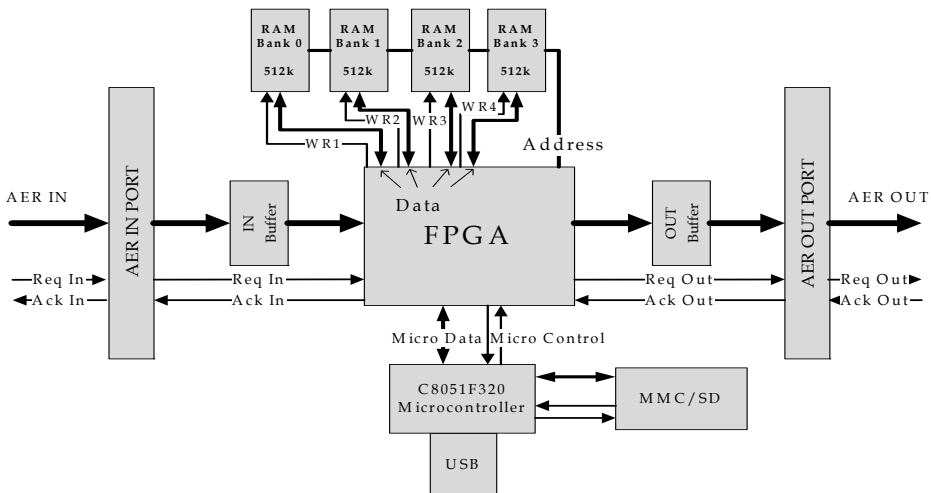 RAM
Bank 0
512k
RAM
Bank 1
512k
RAM
Bank 2
512k
RAM
Bank 3
512k
WR1
WR2
WR3
WR4
Address
AER IN
AER IN PORT
IN
Buffer
Data
FPGA
OUT
Buffer
AER OUT PORT
AER OUT
Req In
Req In
Req Out
Req Out
Ack In
Ack In
Ack Out
Ack Out
Micro Data
Micro Control
C8051F320
Microcontroller
MMC/SD
USB